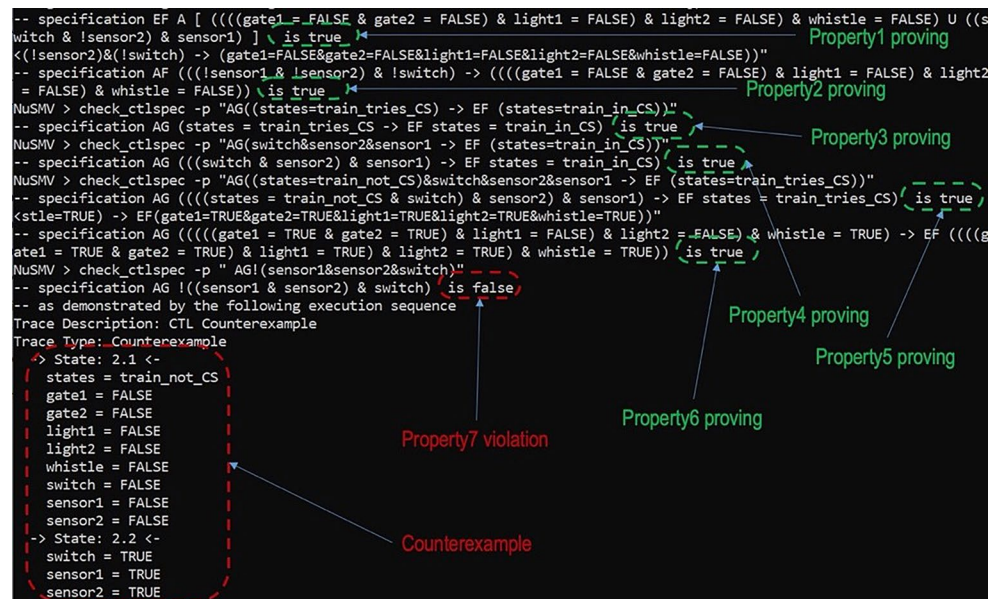 -- specification EF A [ ((((gate1 = FALSE & gate2 = FALSE) & light1 = FALSE) & light2 = FALSE) & whistle = FALSE) U ((s
witch & !sensor2) & sensor1) ] is true
Property1 proving
<(!sensor2)&(!switch) -> (gate1=FALSE&gate2=FALSE&light1=FALSE&light2=FALSE&whistle=FALSE))"
-- specification AF (((!sensor1 & !sensor2) & !switch) -> ((((gate1 = FALSE & gate2 = FALSE) & light1 = FALSE) & light2
= FALSE) & whistle = FALSE)) is true
Property2 proving
NuSMV > check_ctlspec -p "AG((states=train_tries_CS) -> EF (states=train_in_CS))"
-- specification AG (states = train_tries_CS -> EF states = train_in_CS) is true
Property3 proving
NuSMV > check_ctlspec -p "AG(switch&sensor2&sensor1 -> EF (states=train_in_CS))"
-- specification AG (((switch & sensor2) & sensor1) -> EF states = train_in_CS) is true
NuSMV > check_ctlspec -p "AG((states=train_not_CS)&switch&sensor2&sensor1 -> EF (states=train_tries_CS))"
-- specification AG ((((states = train_not_CS & switch) & sensor2) & sensor1) -> EF states = train_tries_CS) is true
<stle=TRUE) -> EF(gate1=TRUE&gate2=TRUE&light1=TRUE&light2=TRUE&whistle=TRUE))"
-- specification AG (((((gate1 = TRUE & gate2 = TRUE) & light1 = FALSE) & light2 = FALSE) & whistle = TRUE) -> EF ((((g
ate1 = TRUE & gate2 = TRUE) & light1 = TRUE) & light2 = TRUE) & whistle = TRUE)) is true
NuSMV > check_ctlspec -p " AG!(sensor1&sensor2&switch)"
-- specification AG !((sensor1 & sensor2) & switch) is false
-- as demonstrated by the following execution sequence
Property4 proving
Trace Description: CTL Counterexample
Trace Type: Counterexample
Property5 proving
-> State: 2.1 <-
states = train_not_CS
gate1 = FALSE
gate2 = FALSE
Property6 proving
light1 = FALSE
Property7 violation
light2 = FALSE
whistle = FALSE
switch = FALSE
sensor1 = FALSE
sensor2 = FALSE
-> State: 2.2 <-
Counterexample
switch = TRUE
sensor1 = TRUE
sensor2 = TRUE